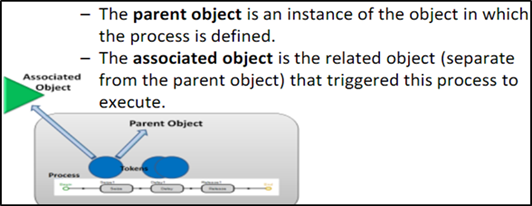 – The parent object is an instance of the object in which
the process is defined.
– The associated object is the related object (separate
from the parent object) that triggered this process to
execute.
Associated
Object
Parent Object
Tokens
Process